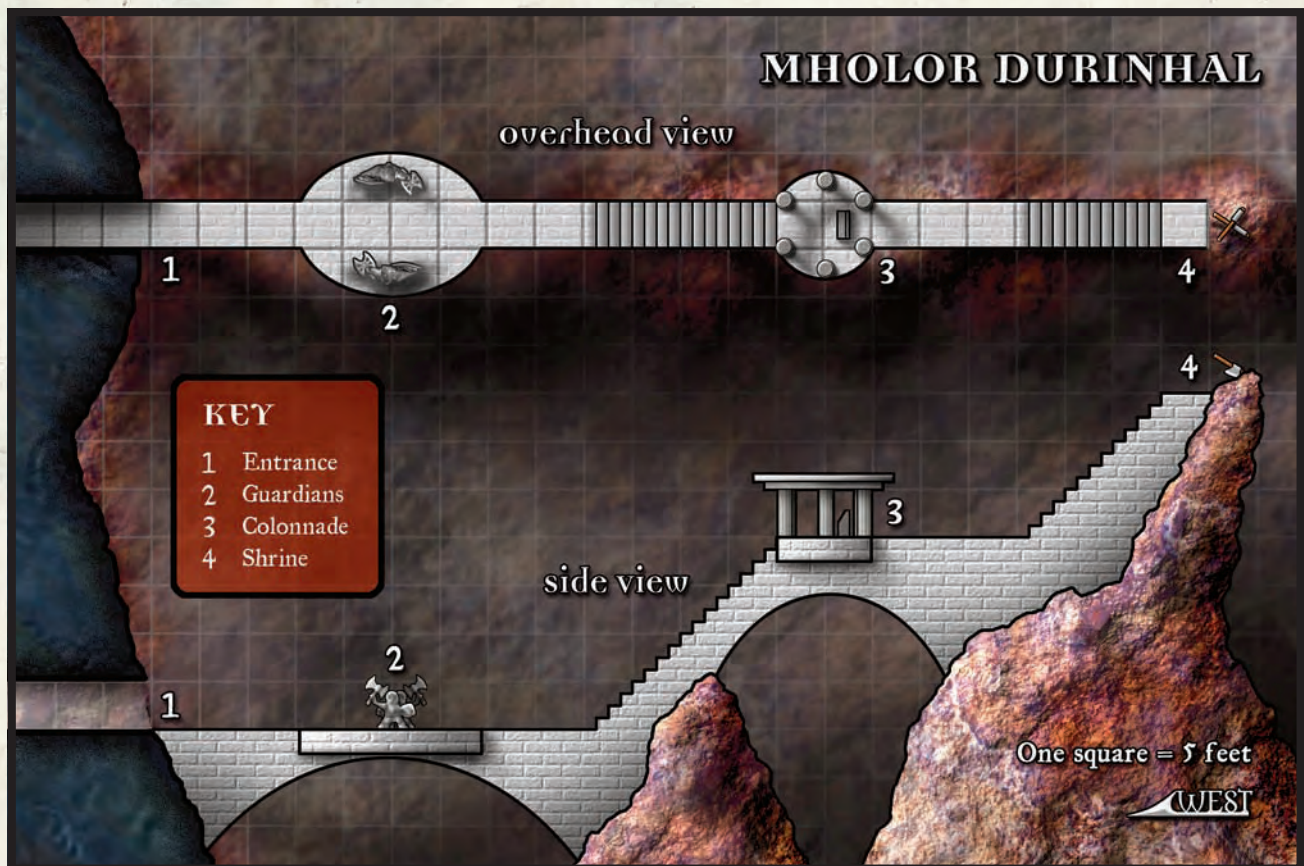 MHOLOR DURINHAL
overhead view
1
2
3
4
4
KEY
1 Entrance
2 Guardians
3 Colonnade
4 Shrine
3
side view
2
1
One square = 5 feet
WEST